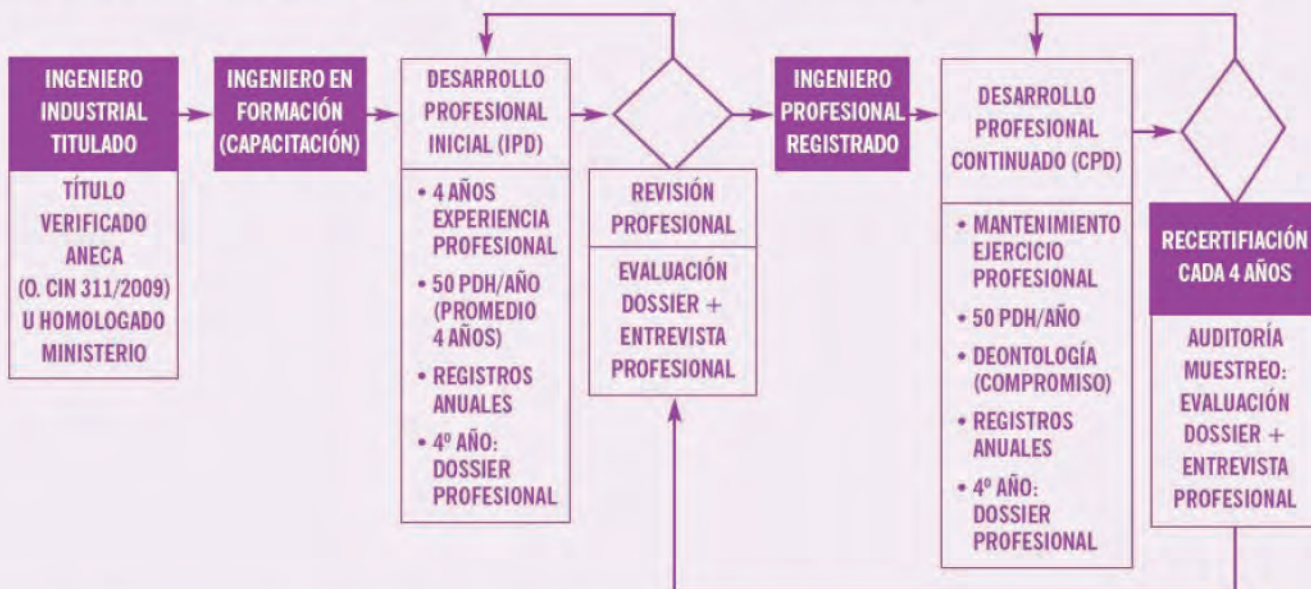 INGENIERO
INDUSTRIAL
TITULADO
TÍTULO
VERIFICADO
ANECA
(O. CIN 311/2009)
U HOMOLOGADO
MINISTERIO
INGENIERO EN
FORMACIÓN
(CAPACITACIÓN)
DESARROLLO
PROFESIONAL
INICIAL (IPD)
• 4 AÑOS
EXPERIENCIA
PROFESIONAL
• 50 PDH/AÑO
(PROMEDIO
4 AÑOS)
• REGISTROS
ANUALES
• 4º AÑO:
DOSSIER
PROFESIONAL
REVISIÓN
PROFESIONAL
EVALUACIÓN
DOSSIER +
ENTREVISTA
PROFESIONAL
INGENIERO
PROFESIONAL
REGISTRADO
DESARROLLO
PROFESIONAL
CONTINUADO (CPD)
• MANTENIMIENTO
EJERCICIO
PROFESIONAL
• 50 PDH/AÑO
• DEONTOLOGÍA
(COMPROMISO)
• REGISTROS
ANUALES
• 4º AÑO:
DOSSIER
PROFESIONAL
RECERTIFIACIÓN
CADA 4 AÑOS
AUDITORÍA
MUESTREO:
EVALUACIÓN
DOSSIER +
ENTREVISTA
PROFESIONAL